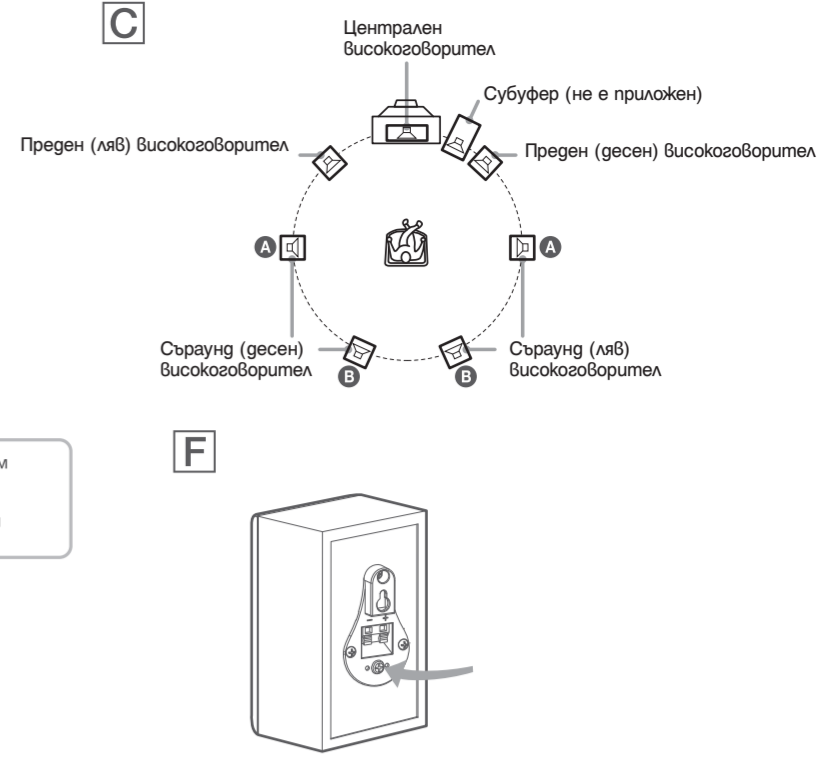 C
Централен
високоговорител
Субуфер (не е приложен)
Преден (ляв) високоговорител
Преден (десен) високоговорител
A
A
Съраунд (десен)
високоговорител
Съраунд (ляв)
високоговорител
B
B
м
F
− +